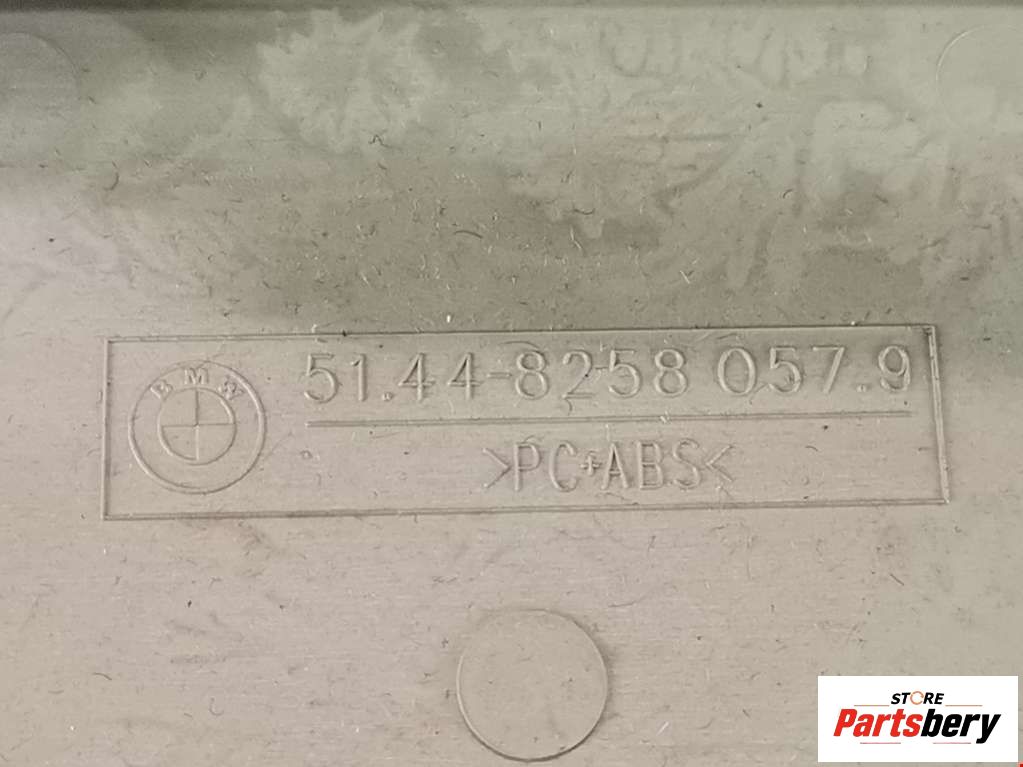 BMW
51.44-8258 057.9
>PC+ABS<
STORE
Partsbery